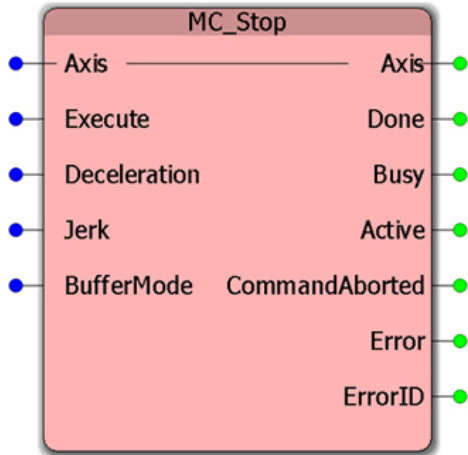 MC_Stop
Axis Axis
Execute Done
Deceleration Busy
Jerk Active
BufferMode CommandAborted
Error
ErrorID